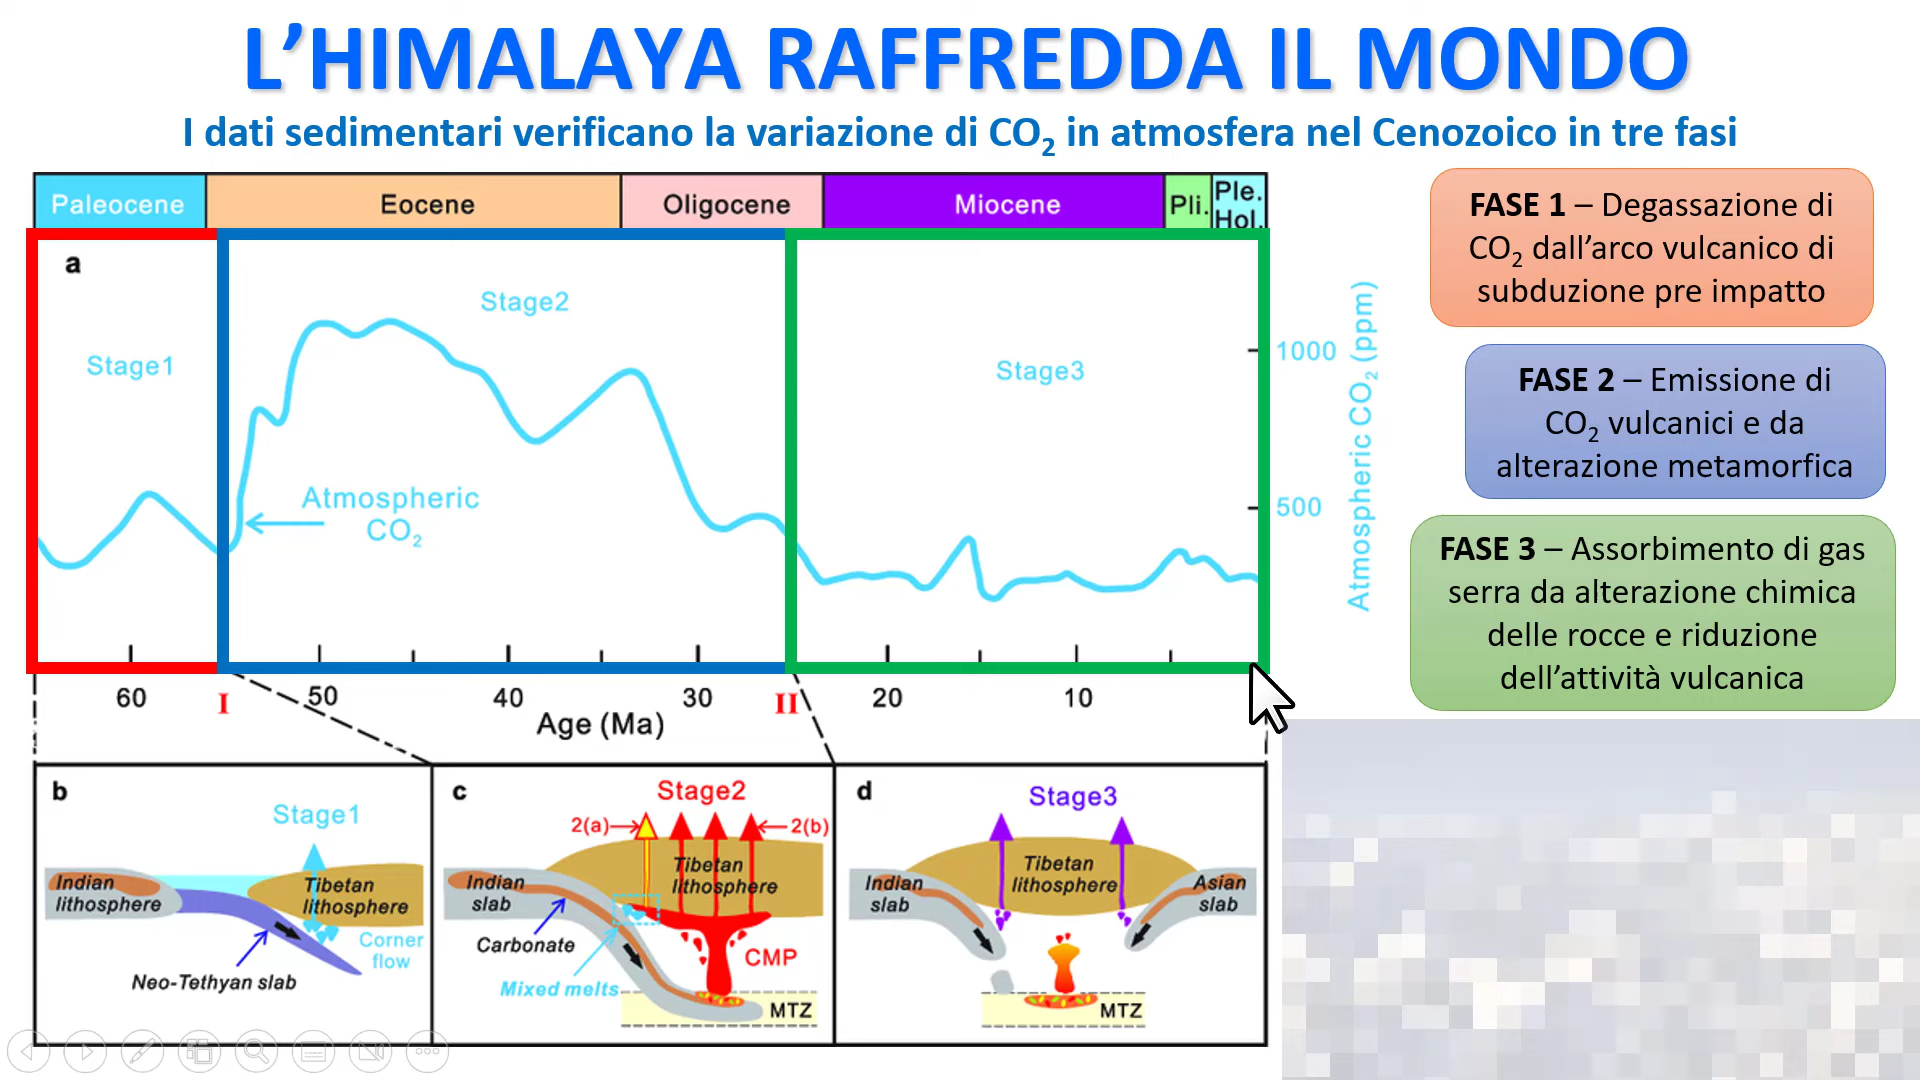 L’HIMALAYA RAFFREDDA IL MONDO
I dati sedimentari verificano la variazione di CO₂ in atmosfera nel Cenozoico in tre fasi
Paleocene
Eocene
Oligocene
Miocene
Pli.
Ple.
Hol.
a
Stage1
Stage2
Stage3
Atmospheric
CO₂
1000
500
Atmospheric CO₂ (ppm)
60
I
50
40
30
II
20
10
Age (Ma)
FASE 1 – Degassazione di
CO₂ dall’arco vulcanico di
subduzione pre impatto
FASE 2 – Emissione di
CO₂ vulcanici e da
alterazione metamorfica
FASE 3 – Assorbimento di gas
serra da alterazione chimica
delle rocce e riduzione
dell’attività vulcanica
b
Stage1
Indian
lithosphere
Tibetan
lithosphere
Corner
flow
Neo-Tethyan slab
c
Stage2
2(a)
2(b)
Tibetan
lithosphere
Indian
slab
Carbonate
CMP
Mixed melts
MTZ
d
Stage3
Tibetan
lithosphere
Indian
slab
Asian
slab
MTZ